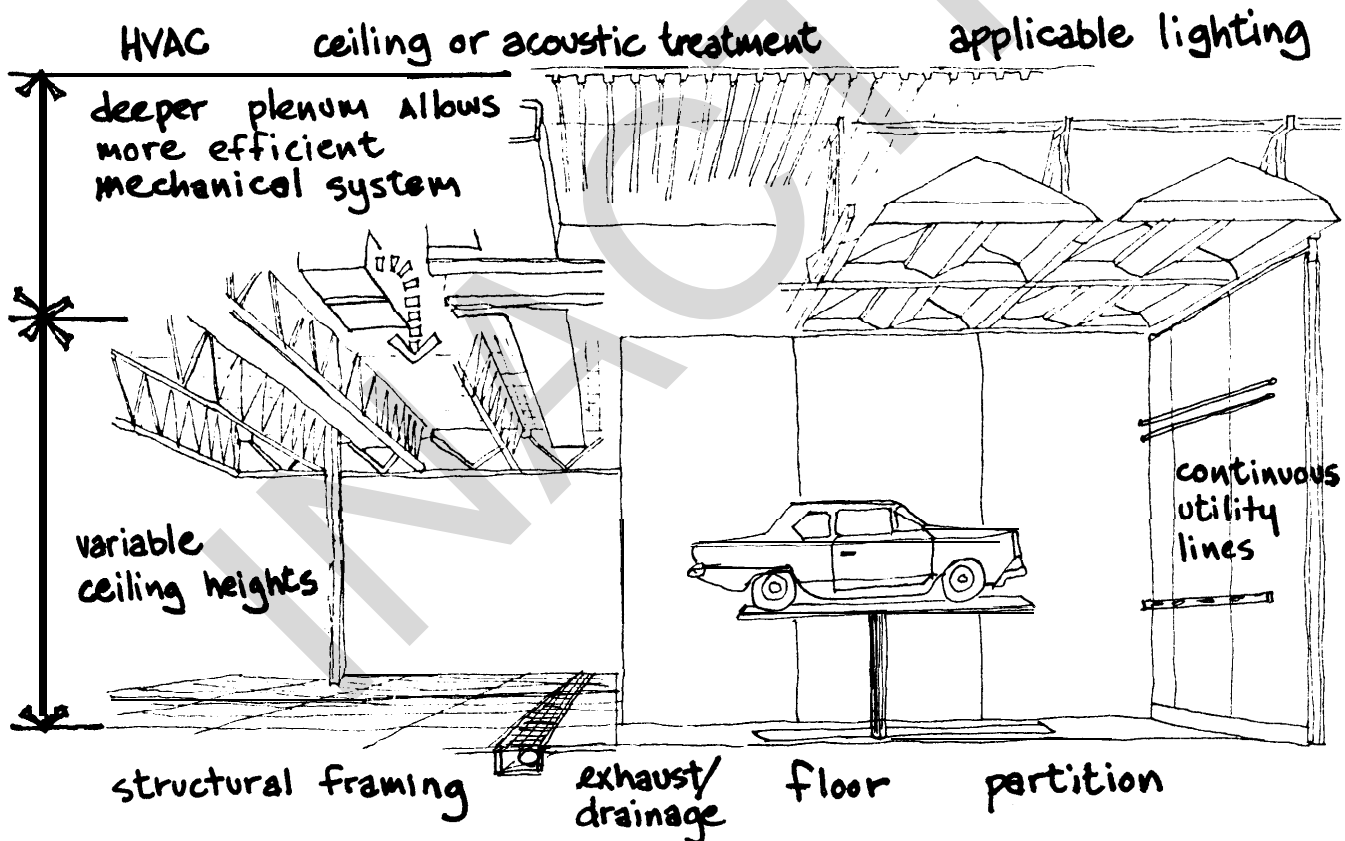 HVAC ceiling or acoustic treatment applicable lighting
deeper plenum allows
more efficient
mechanical system
continuous
utility
lines
variable
ceiling heights
structural framing
exhaust/
drainage
floor
partition
INACT